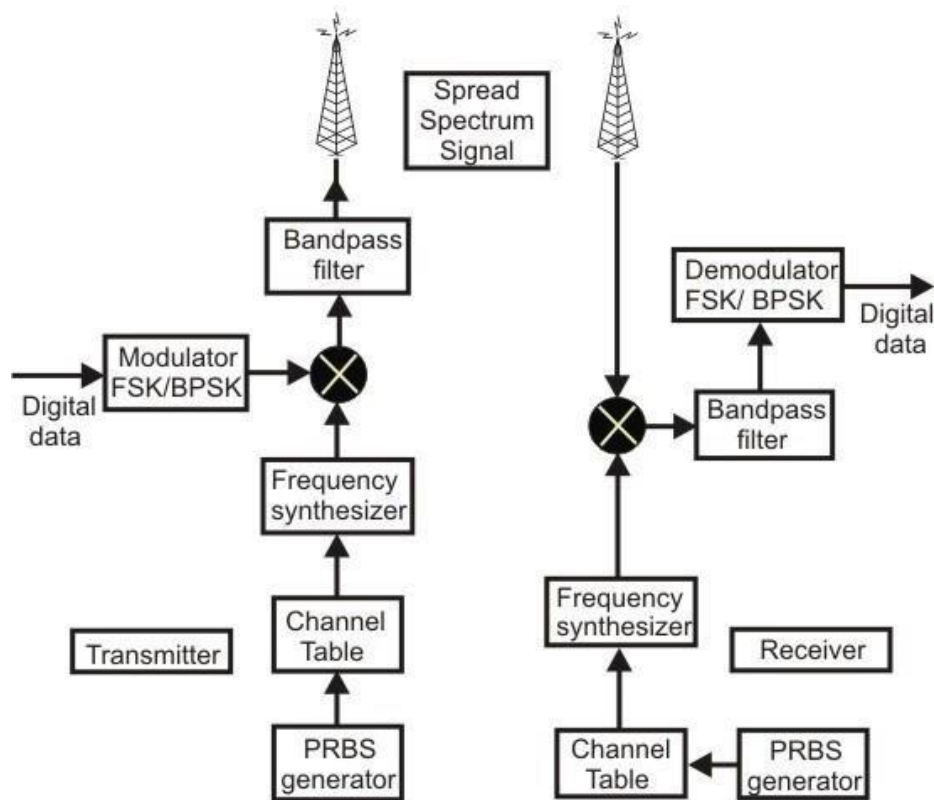 Spread
Spectrum
Signal
Bandpass
filter
Modulator
FSK/BPSK
Digital
data
Frequency
synthesizer
Channel
Table
Transmitter
PRBS
generator
Demodulator
FSK/ BPSK
Digital
data
Bandpass
filter
Frequency
synthesizer
Receiver
Channel
Table
PRBS
generator